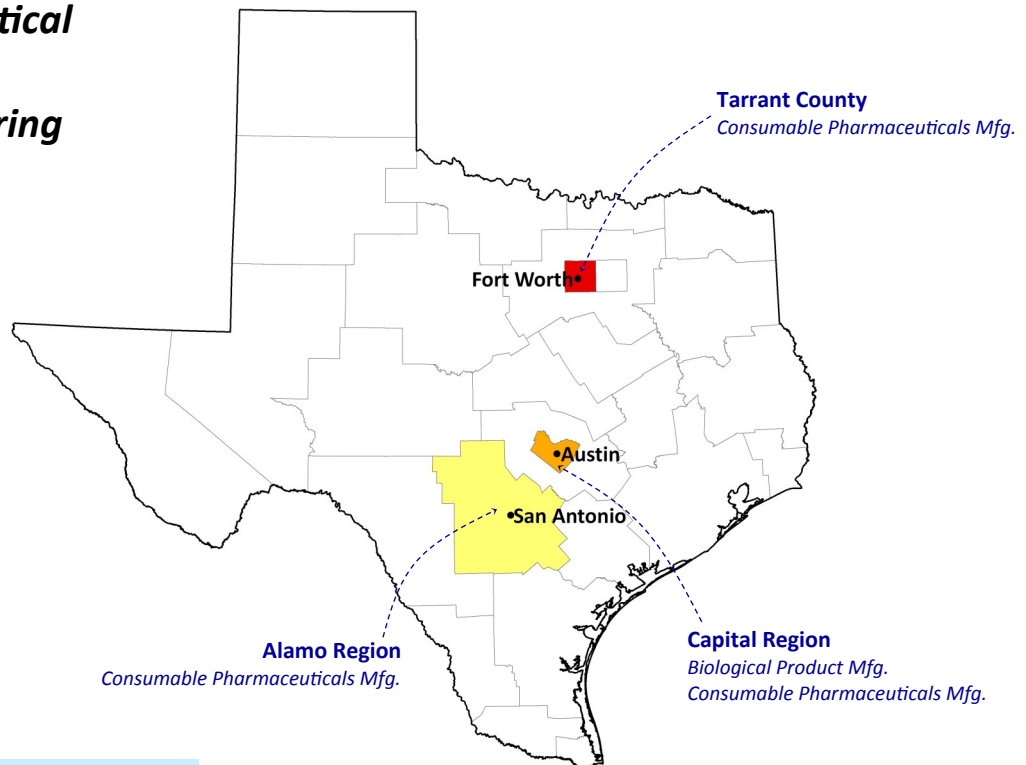 tical
ring
Tarrant County
Consumable Pharmaceuticals Mfg.
Fort Worth
Austin
San Antonio
Alamo Region
Consumable Pharmaceuticals Mfg.
Capital Region
Biological Product Mfg.
Consumable Pharmaceuticals Mfg.